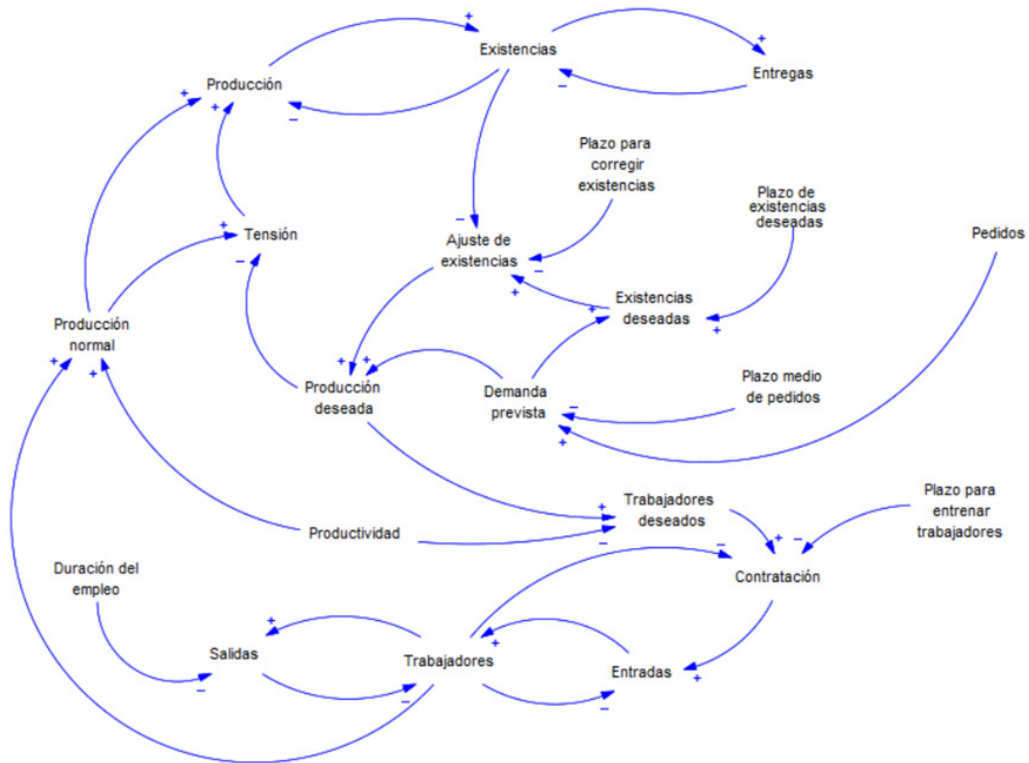 Existencias
Entregas
Producción
Plazo para
corregir
existencias
Plazo de
existencias
deseadas
Pedidos
Tensión
Ajuste de
existencias
Existencias
deseadas
Producción
normal
Producción
deseada
Demanda
prevista
Plazo medio
de pedidos
Trabajadores
deseados
Plazo para
entrenar
trabajadores
Productividad
Contratación
Duración del
empleo
Salidas
Trabajadores
Entradas